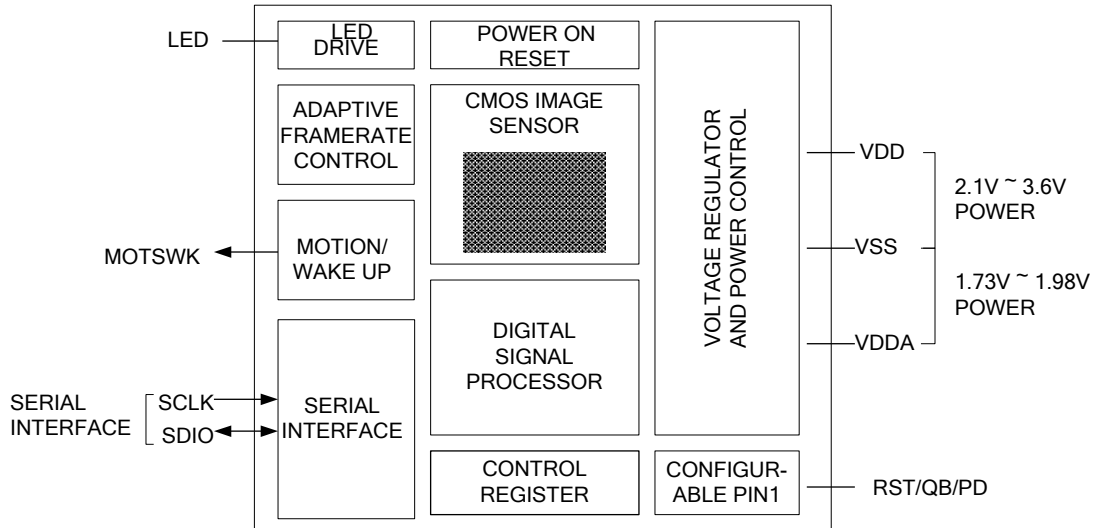 LED
LED
DRIVE
POWER ON
RESET
ADAPTIVE
FRAMERATE
CONTROL
CMOS IMAGE
SENSOR
VOLTAGE REGULATOR
AND POWER CONTROL
VDD
2.1V ~ 3.6V
POWER
MOTSWK
MOTION/
WAKE UP
VSS
1.73V ~ 1.98V
POWER
VDDA
DIGITAL
SIGNAL
PROCESSOR
SERIAL
INTERFACE
SCLK
SDIO
SERIAL
INTERFACE
CONTROL
REGISTER
CONFIGUR-
ABLE PIN1
RST/QB/PD